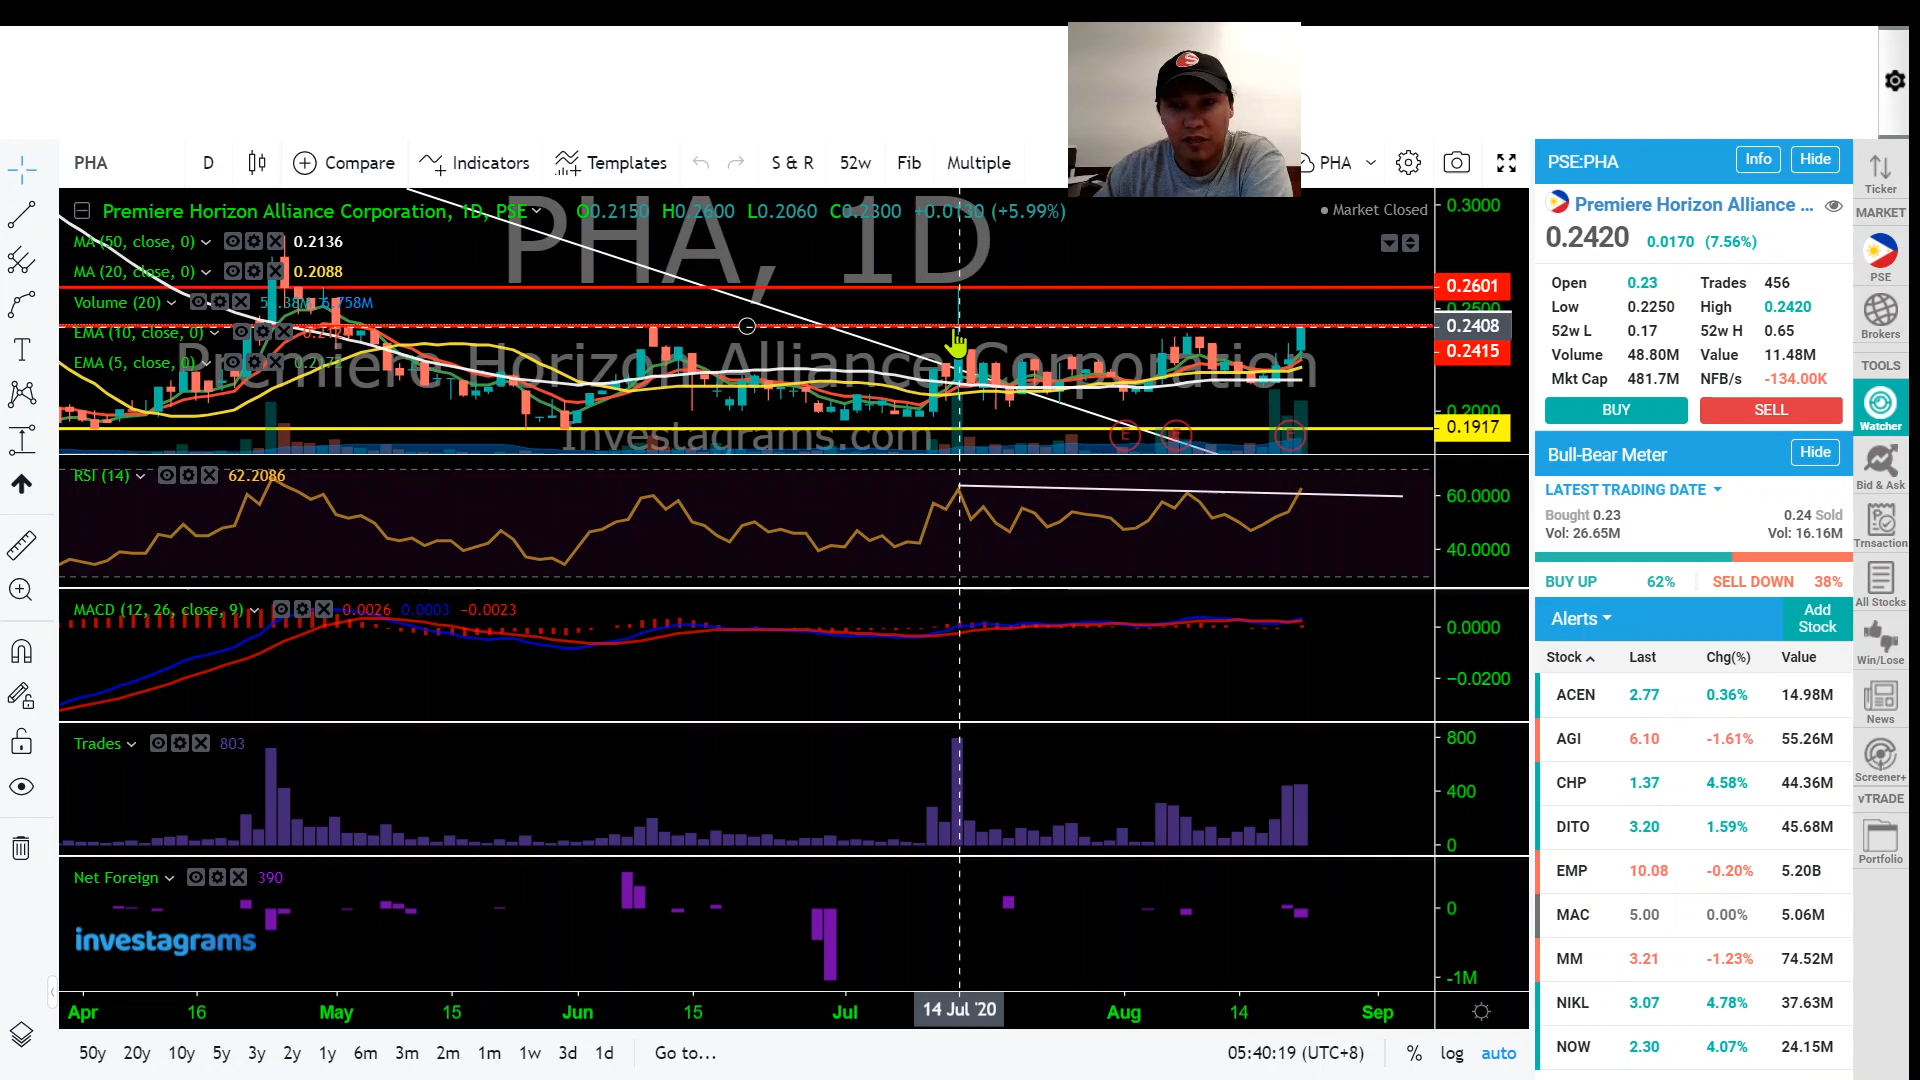 PHA D Compare Indicators Templates S & R 52w Fib Multiple PHA
Premiere Horizon Alliance Corporation, 1D, PSE O0.2150 H0.2600 L0.2060 C0.2300 +0.0130 (+5.99%)
Market Closed
MA (50, close, 0) 0.2136
MA (20, close, 0) 0.2088
Volume (20)
EMA (10, close, 0)
EMA (5, close, 0)
PHA, 1D
Premiere Horizon Alliance Corporation
Investagrams.com
0.3000
0.2601
0.2500
0.2408
0.2415
0.2000
0.1917
E
E
E
RSI (14) 62.2086
60.0000
40.0000
MACD (12, 26, close, 9) 0.0026 0.0003 −0.0023
0.0000
−0.0200
Trades 803
800
400
0
Net Foreign 390
0
-1M
investagrams
Apr 16 May 15 Jun 15 Jul 14 Jul '20 Aug 14 Sep
50y 20y 10y 5y 3y 2y 1y 6m 3m 2m 1m 1w 3d 1d Go to...
05:40:19 (UTC+8) % log auto
PSE:PHA Info Hide
Premiere Horizon Alliance ...
0.2420 0.0170 (7.56%)
Open 0.23 Trades 456
Low 0.2250 High 0.2420
52w L 0.17 52w H 0.65
Volume 48.80M Value 11.48M
Mkt Cap 481.7M NFB/s -134.00K
BUY SELL
Bull-Bear Meter Hide
LATEST TRADING DATE
Bought 0.23 0.24 Sold
Vol: 26.65M Vol: 16.16M
BUY UP 62% SELL DOWN 38%
Alerts Add Stock
Stock Last Chg(%) Value
ACEN 2.77 0.36% 14.98M
AGI 6.10 -1.61% 55.26M
CHP 1.37 4.58% 44.36M
DITO 3.20 1.59% 45.68M
EMP 10.08 -0.20% 5.20B
MAC 5.00 0.00% 5.06M
MM 3.21 -1.23% 74.52M
NIKL 3.07 4.78% 37.63M
NOW 2.30 4.07% 24.15M
Ticker
MARKET
PSE
Brokers
TOOLS
Watcher
Bid & Ask
Trnsaction
All Stocks
Win/Lose
News
Screener+
vTRADE
Portfolio